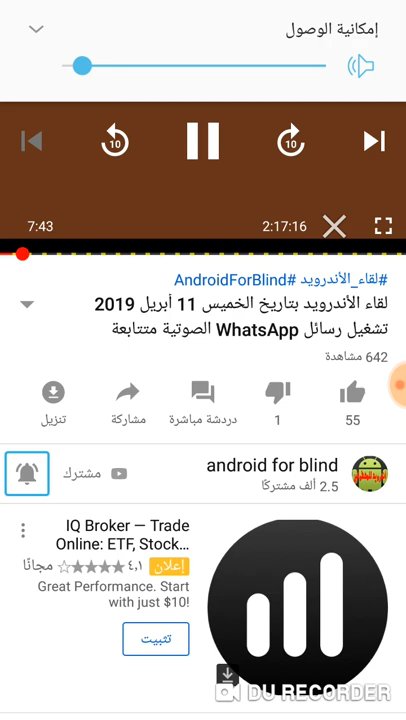 إمكانية الوصول
10
10
7:43
2:17:16
#لقاء_الأندرويد #AndroidForBlind
لقاء الأندرويد بتاريخ الخميس 11 أبريل 2019
تشغيل رسائل WhatsApp الصوتية متتابعة
642 مشاهدة
55
1
دردشة مباشرة
مشاركة
تنزيل
android for blind
2.5 ألف مشتركًا
مشترك
IQ Broker — Trade
Online: ETF, Stock...
إعلان ٤,١ مجانًا
Great Performance. Start
with just $10!
تثبيت
DU RECORDER